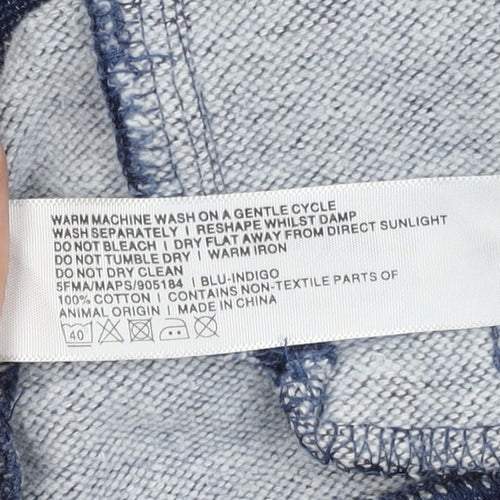 WARM MACHINE WASH ON A GENTLE CYCLE
WASH SEPARATELY | RESHAPE WHILST DAMP
DO NOT BLEACH | DRY FLAT AWAY FROM DIRECT SUNLIGHT
DO NOT TUMBLE DRY | WARM IRON
DO NOT DRY CLEAN
5FMA/MAPS/905184 | BLU-INDIGO
100% COTTON | CONTAINS NON-TEXTILE PARTS OF
ANIMAL ORIGIN | MADE IN CHINA
40